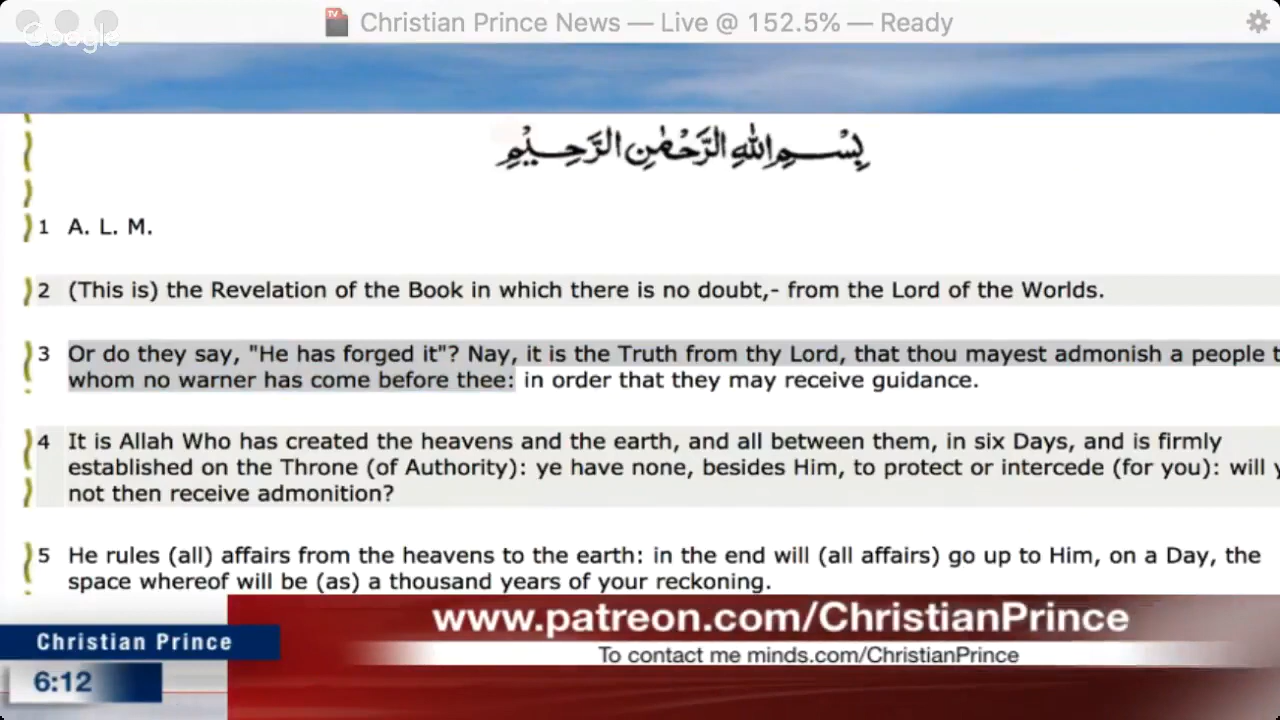 Christian Prince News — Live @ 152.5% — Ready
Google
TV
بِسْمِ اللهِ الرَّحْمٰنِ الرَّحِيْمِ
1 A. L. M.
2 (This is) the Revelation of the Book in which there is no doubt,- from the Lord of the Worlds.
3 Or do they say, "He has forged it"? Nay, it is the Truth from thy Lord, that thou mayest admonish a people t
whom no warner has come before thee: in order that they may receive guidance.
4 It is Allah Who has created the heavens and the earth, and all between them, in six Days, and is firmly
established on the Throne (of Authority): ye have none, besides Him, to protect or intercede (for you): will y
not then receive admonition?
5 He rules (all) affairs from the heavens to the earth: in the end will (all affairs) go up to Him, on a Day, the
space whereof will be (as) a thousand years of your reckoning.
www.patreon.com/ChristianPrince
Christian Prince
To contact me minds.com/ChristianPrince
6:12